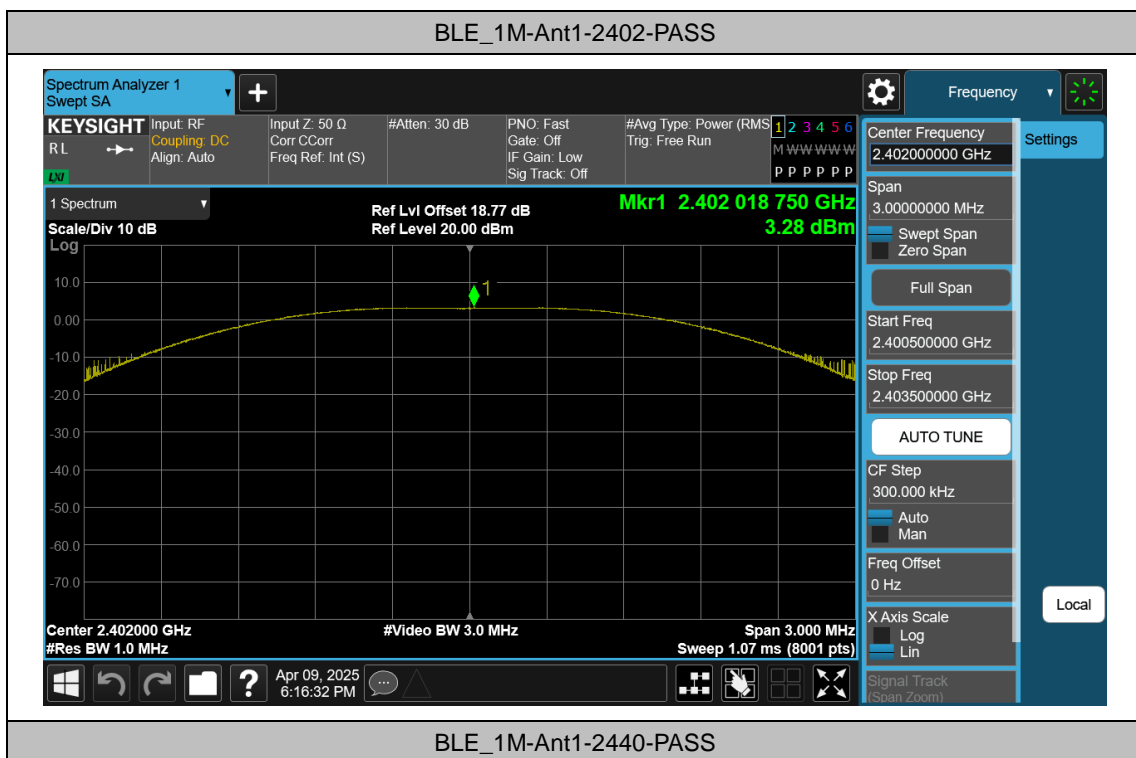 BLE_1M-Ant1-2402-PASS
Spectrum Analyzer 1
Swept SA
Frequency
KEYSIGHT
RL
LXI
Input: RF
Coupling: DC
Align: Auto
Input Z: 50 Ω
Corr CCorr
Freq Ref: Int (S)
#Atten: 30 dB
PNO: Fast
Gate: Off
IF Gain: Low
Sig Track: Off
#Avg Type: Power (RMS
Trig: Free Run
1 2 3 4 5 6
M W W W W W
P P P P P P
1 Spectrum
Scale/Div 10 dB
Log
Ref Lvl Offset 18.77 dB
Ref Level 20.00 dBm
Mkr1 2.402 018 750 GHz
3.28 dBm
1
10.0
0.00
-10.0
-20.0
-30.0
-40.0
-50.0
-60.0
-70.0
Center 2.402000 GHz
#Res BW 1.0 MHz
#Video BW 3.0 MHz
Span 3.000 MHz
Sweep 1.07 ms (8001 pts)
Center Frequency
2.402000000 GHz
Span
3.00000000 MHz
Swept Span
Zero Span
Full Span
Start Freq
2.400500000 GHz
Stop Freq
2.403500000 GHz
AUTO TUNE
CF Step
300.000 kHz
Auto
Man
Freq Offset
0 Hz
X Axis Scale
Log
Lin
Signal Track
(Span Zoom)
Settings
Local
?
Apr 09, 2025
6:16:32 PM
BLE_1M-Ant1-2440-PASS